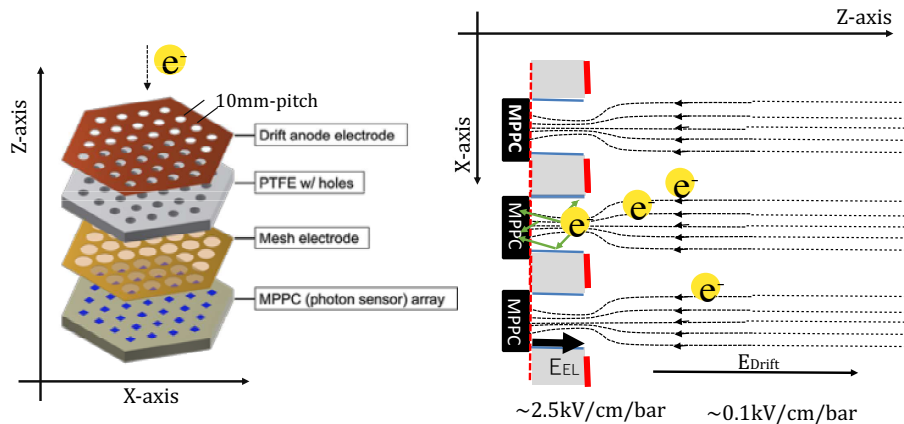 e⁻
10mm-pitch
Drift anode electrode
PTFE w/ holes
Mesh electrode
MPPC (photon sensor) array
Z-axis
X-axis
Z-axis
X-axis
MPPC
MPPC
MPPC
e⁻
e⁻
e⁻
e⁻
EEL
EDrift
~2.5kV/cm/bar
~0.1kV/cm/bar